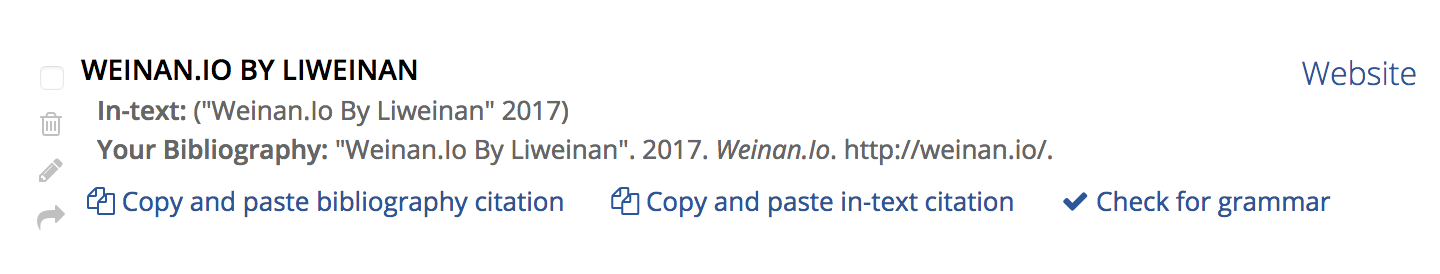 WEINAN.IO BY LIWEINAN Website
In-text: ("Weinan.Io By Liweinan" 2017)
Your Bibliography: "Weinan.Io By Liweinan". 2017. Weinan.Io. http://weinan.io/.
Copy and paste bibliography citation Copy and paste in-text citation Check for grammar